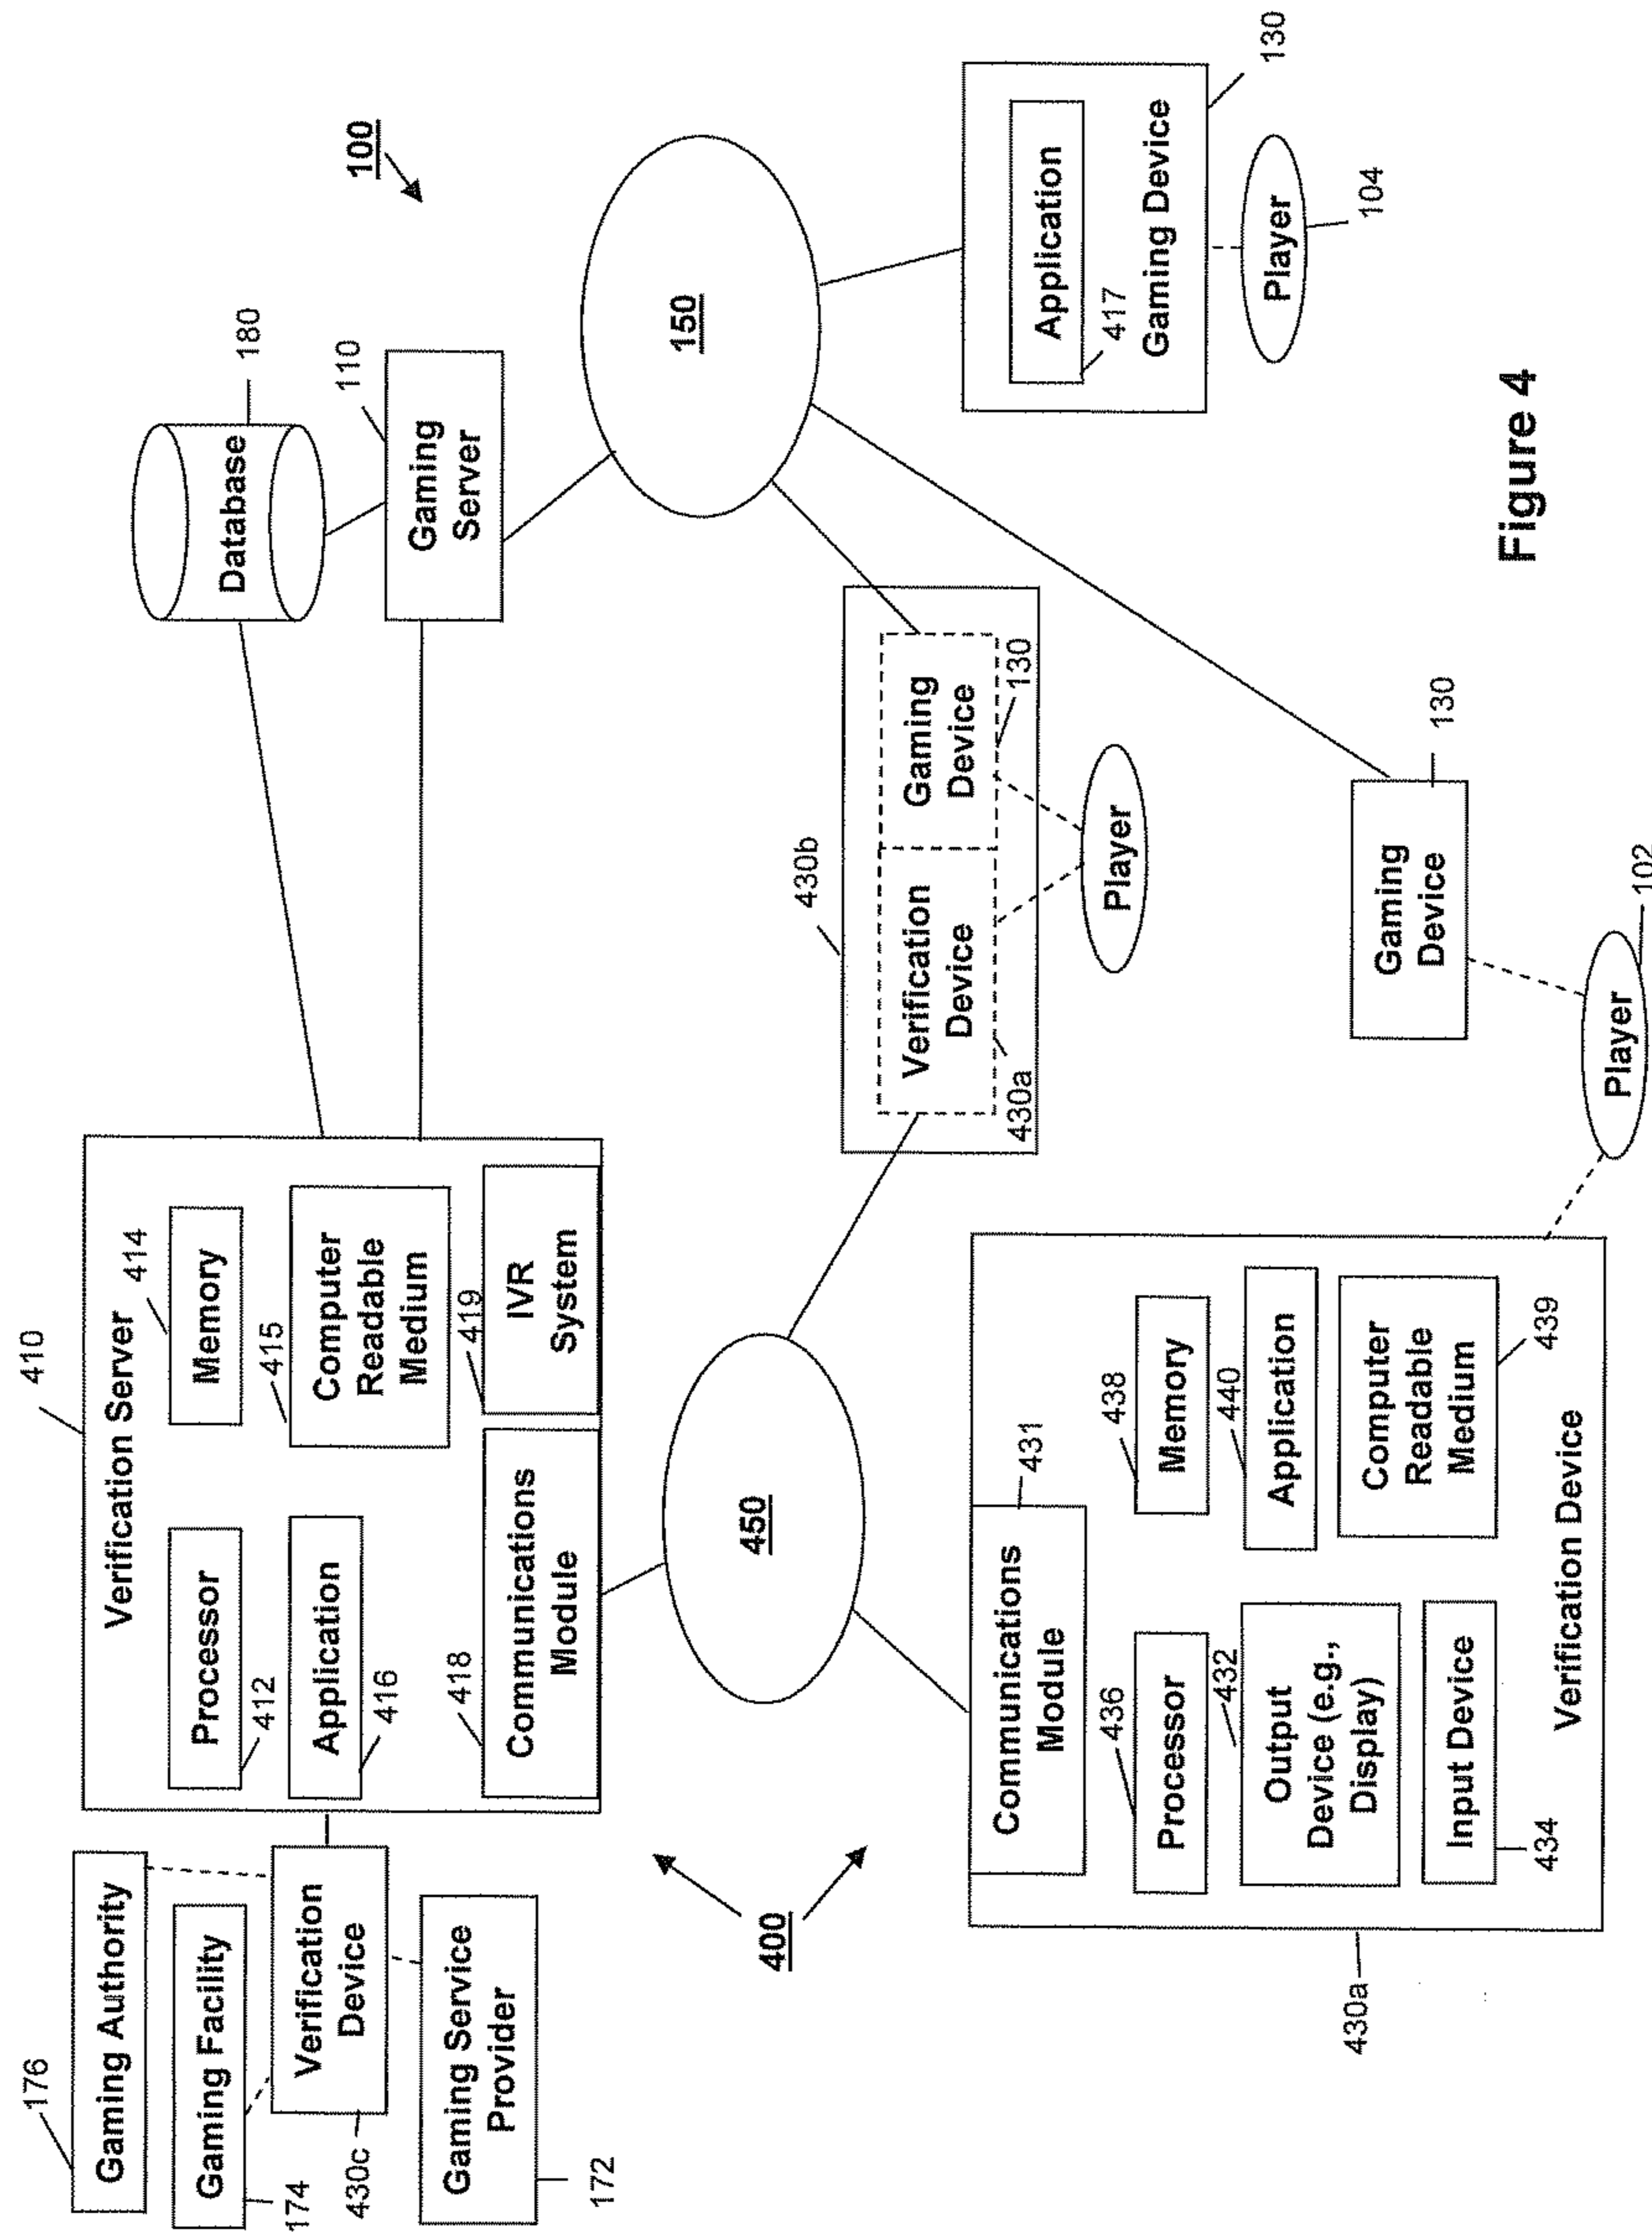 176
Gaming Authority
Gaming Facility
174
Verification
Device
430c
Gaming Service
Provider
172
410
Verification Server
Processor
412
Memory
414
Application
416
415
Computer
Readable
Medium
418
Communications
Module
419
IVR
System
Database
180
110
Gaming
Server
100
150
400
450
430b
Verification
Device
430a
Gaming
Device
130
Player
Application
417
Gaming Device
130
Player
104
Communications
Module
431
436
Processor
438
Memory
432
Output
Device (e.g.,
Display)
440
Application
Input Device
434
Computer
Readable
Medium
439
Verification Device
430a
Gaming
Device
130
Player
102
Figure 4